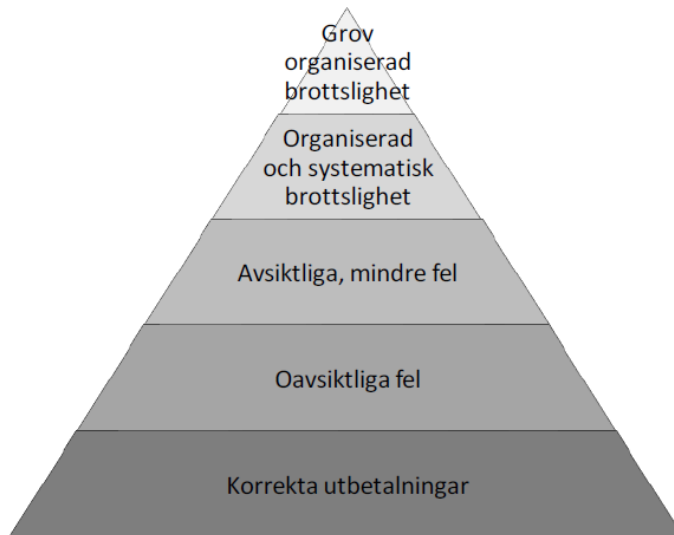 Grov
organiserad
brottslighet
Organiserad
och systematisk
brottslighet
Avsiktliga, mindre fel
Oavsiktliga fel
Korrekta utbetalningar